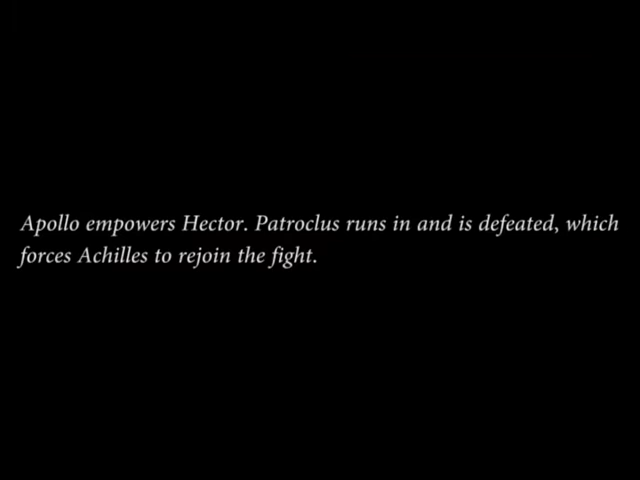 Apollo empowers Hector. Patroclus runs in and is defeated, which
forces Achilles to rejoin the fight.